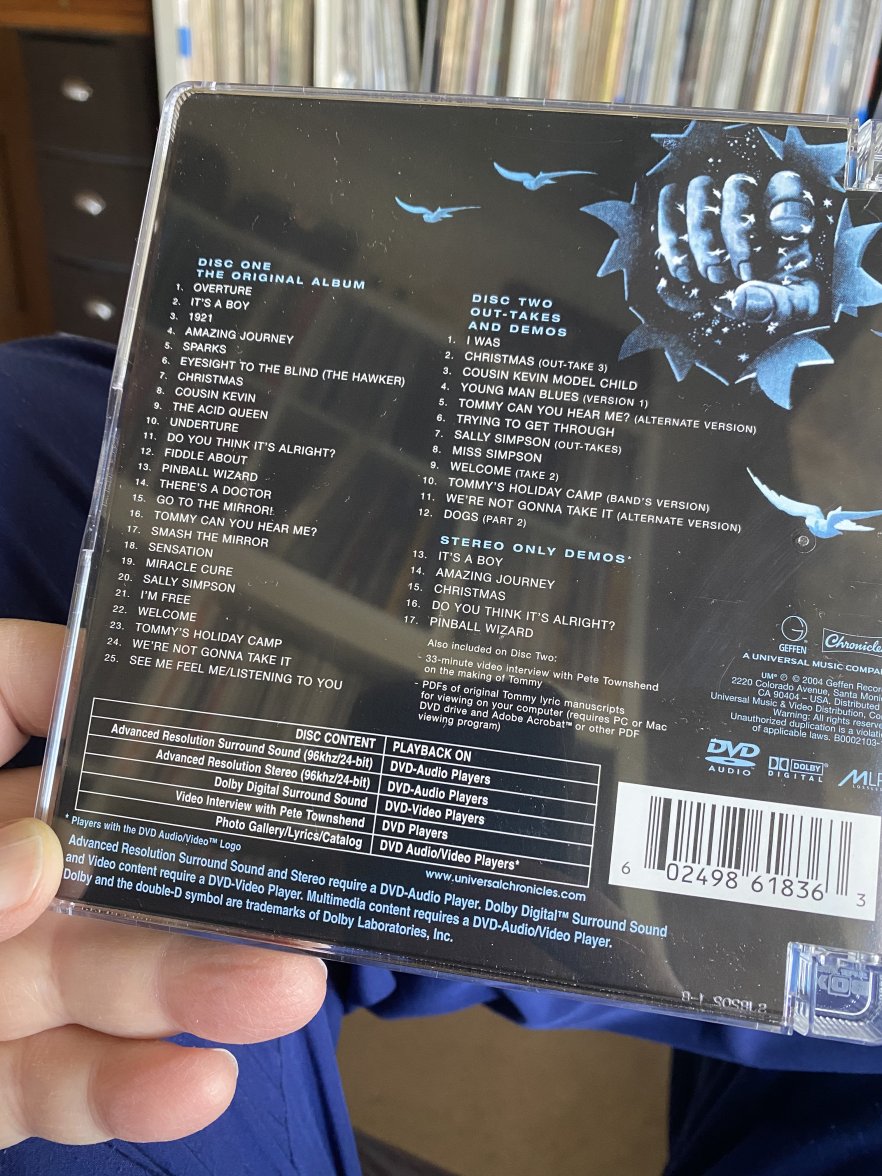 DISC ONE
THE ORIGINAL ALBUM
1. OVERTURE
2. IT'S A BOY
3. 1921
4. AMAZING JOURNEY
5. SPARKS
6. EYESIGHT TO THE BLIND (THE HAWKER)
7. CHRISTMAS
8. COUSIN KEVIN
9. THE ACID QUEEN
10. UNDERTURE
11. DO YOU THINK IT'S ALRIGHT?
12. FIDDLE ABOUT
13. PINBALL WIZARD
14. THERE'S A DOCTOR
15. GO TO THE MIRROR!
16. TOMMY CAN YOU HEAR ME?
17. SMASH THE MIRROR
18. SENSATION
19. MIRACLE CURE
20. SALLY SIMPSON
21. I'M FREE
22. WELCOME
23. TOMMY'S HOLIDAY CAMP
24. WE'RE NOT GONNA TAKE IT
25. SEE ME FEEL ME/LISTENING TO YOU
DISC TWO
OUT-TAKES
AND DEMOS
1. I WAS
2. CHRISTMAS (OUT-TAKE 3)
3. COUSIN KEVIN MODEL CHILD
4. YOUNG MAN BLUES (VERSION 1)
5. TOMMY CAN YOU HEAR ME? (ALTERNATE VERSION)
6. TRYING TO GET THROUGH
7. SALLY SIMPSON (OUT-TAKES)
8. MISS SIMPSON
9. WELCOME (TAKE 2)
10. TOMMY'S HOLIDAY CAMP (BAND'S VERSION)
11. WE'RE NOT GONNA TAKE IT (ALTERNATE VERSION)
12. DOGS (PART 2)
STEREO ONLY DEMOS*
13. IT'S A BOY
14. AMAZING JOURNEY
15. CHRISTMAS
16. DO YOU THINK IT'S ALRIGHT?
17. PINBALL WIZARD
Also included on Disc Two:
- 33-minute video interview with Pete Townshend
on the making of Tommy
- PDFs of original Tommy lyric manuscripts
for viewing on your computer (requires PC or Mac
DVD drive and Adobe Acrobat™ or other PDF
viewing program)
GEFFEN
Chronicles
A UNIVERSAL MUSIC COMPA
UM® ℗ © 2004 Geffen Recor
2220 Colorado Avenue, Santa Moni
CA 90404 – USA. Distributed
Universal Music & Video Distribution, Co
Warning: All rights reserve
Unauthorized duplication is a violatio
of applicable laws. B0002103-
DVD
AUDIO
DOLBY
DIGITAL
MLP
LOSSLESS
DISC CONTENT PLAYBACK ON
Advanced Resolution Surround Sound (96khz/24-bit) DVD-Audio Players
Advanced Resolution Stereo (96khz/24-bit) DVD-Audio Players
Dolby Digital Surround Sound DVD-Video Players
Video Interview with Pete Townshend DVD Players
Photo Gallery/Lyrics/Catalog DVD Audio/Video Players*
* Players with the DVD Audio/Video™ Logo
www.universalchronicles.com
Advanced Resolution Surround Sound and Stereo require a DVD-Audio Player. Dolby Digital™ Surround Sound
and Video content require a DVD-Video Player. Multimedia content requires a DVD-Audio/Video Player.
Dolby and the double-D symbol are trademarks of Dolby Laboratories, Inc.
6 02498 61836 3